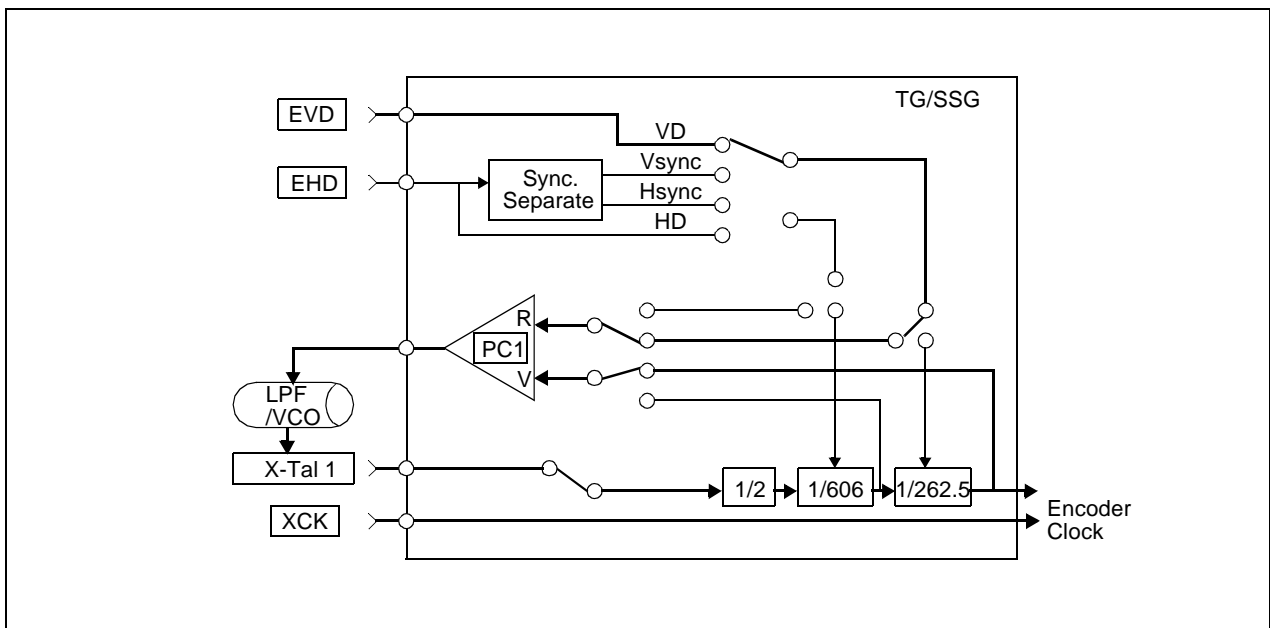 TG/SSG
EVD
VD
EHD
Sync.
Separate
Vsync
Hsync
HD
R
PC1
V
LPF
/VCO
X-Tal 1
1/2
1/606
1/262.5
XCK
Encoder
Clock